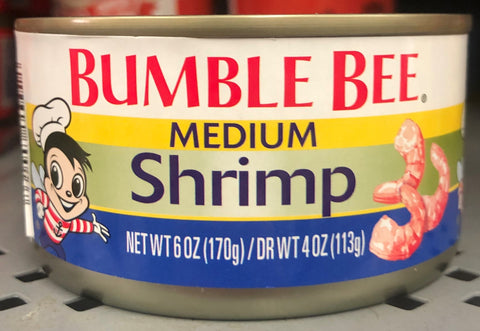 BUMBLE BEE®
MEDIUM
Shrimp
NET WT 6 OZ (170g) / DR WT 4 OZ (113g)